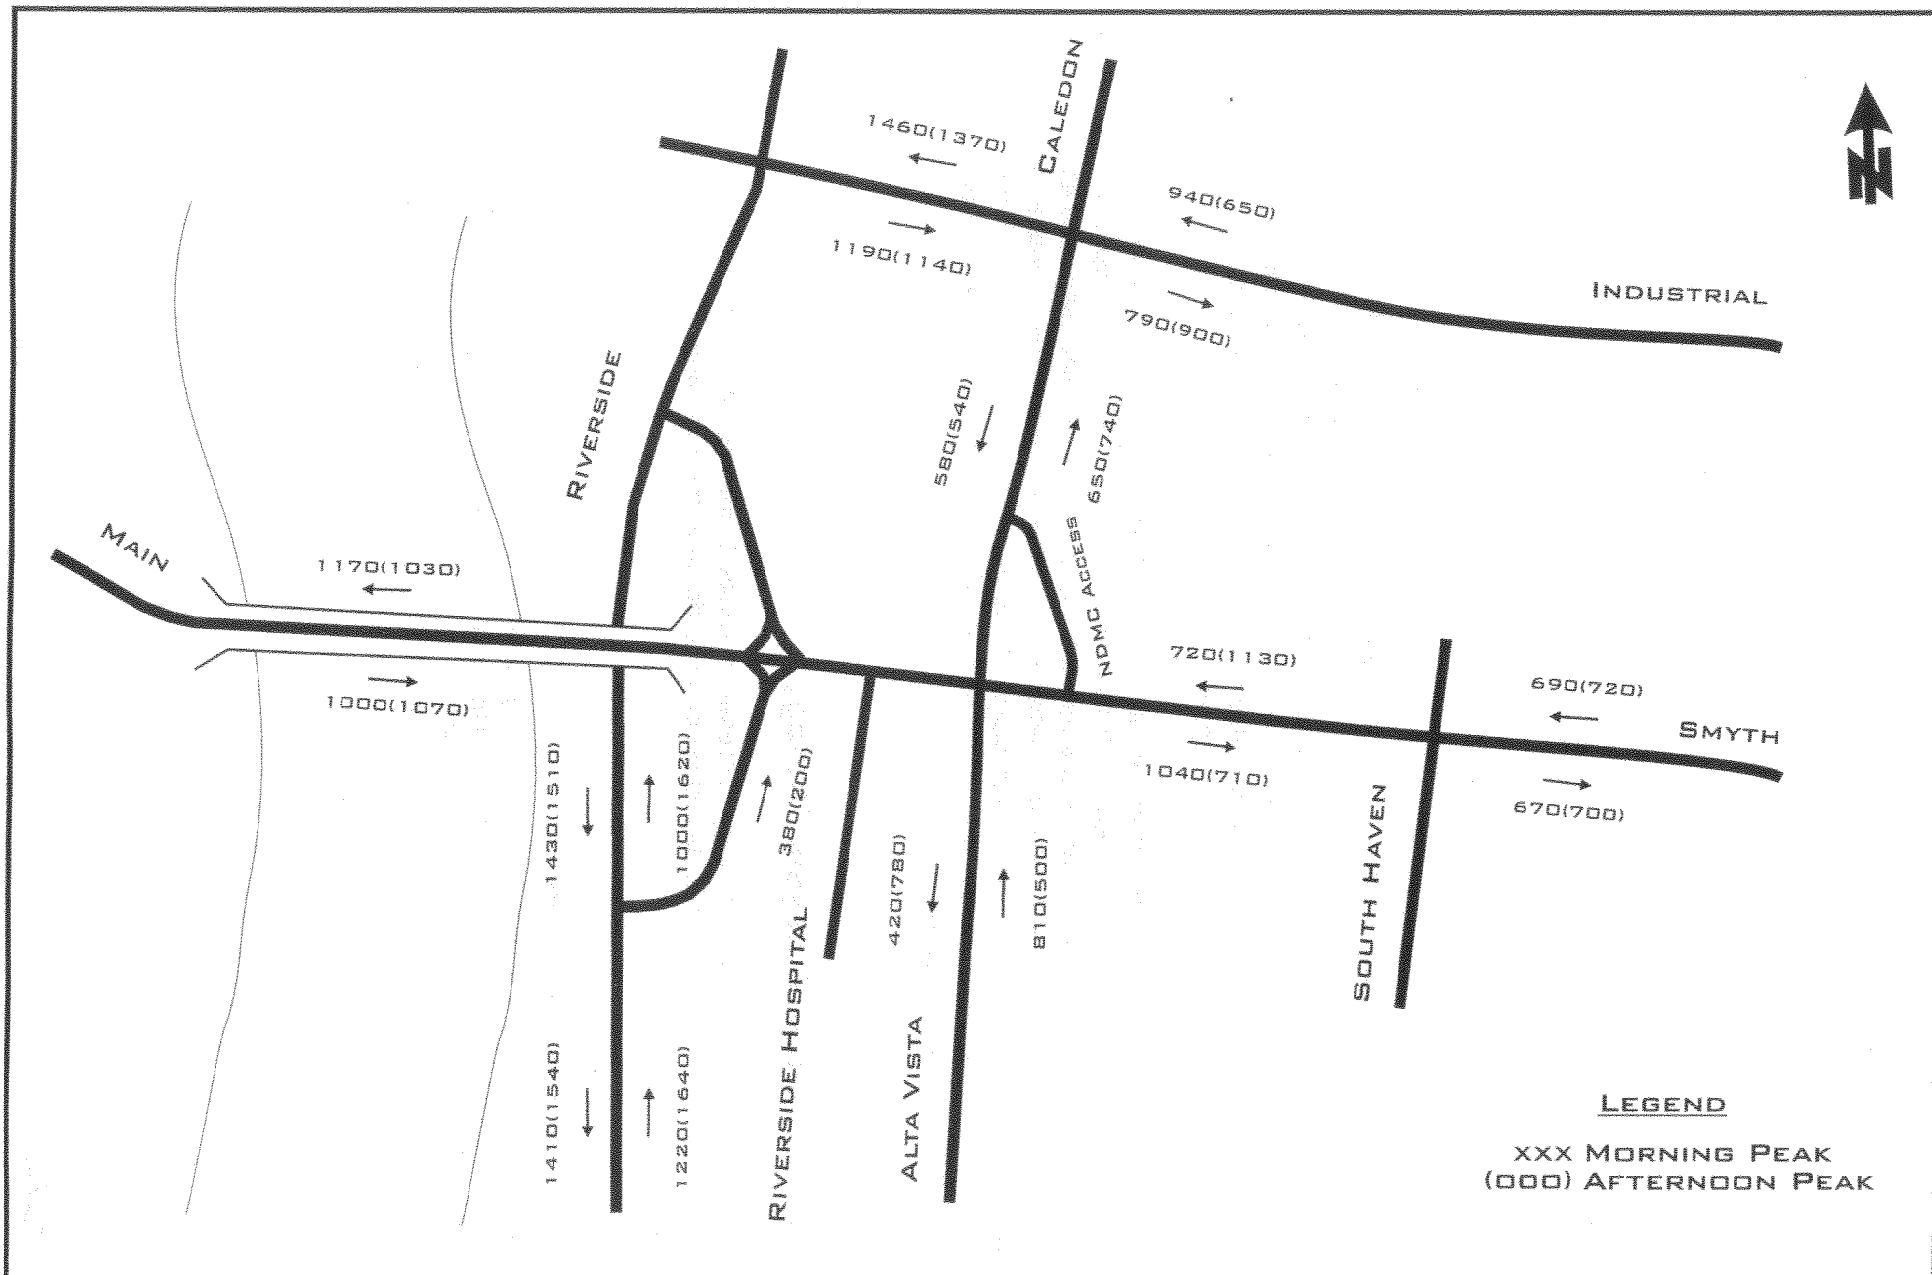 CALEDON
1460(1370)
940(650)
1190(1140)
INDUSTRIAL
790(900)
RIVERSIDE
580(540)
650(740)
MAIN
NDMC ACCESS
1170(1030)
720(1130)
690(720)
SMYTH
1000(1070)
1040(710)
670(700)
1430(1510)
1000(1620)
380(200)
420(780)
810(500)
SOUTH HAVEN
RIVERSIDE HOSPITAL
ALTA VISTA
1410(1540)
1220(1640)
LEGEND
XXX MORNING PEAK
(000) AFTERNOON PEAK
N